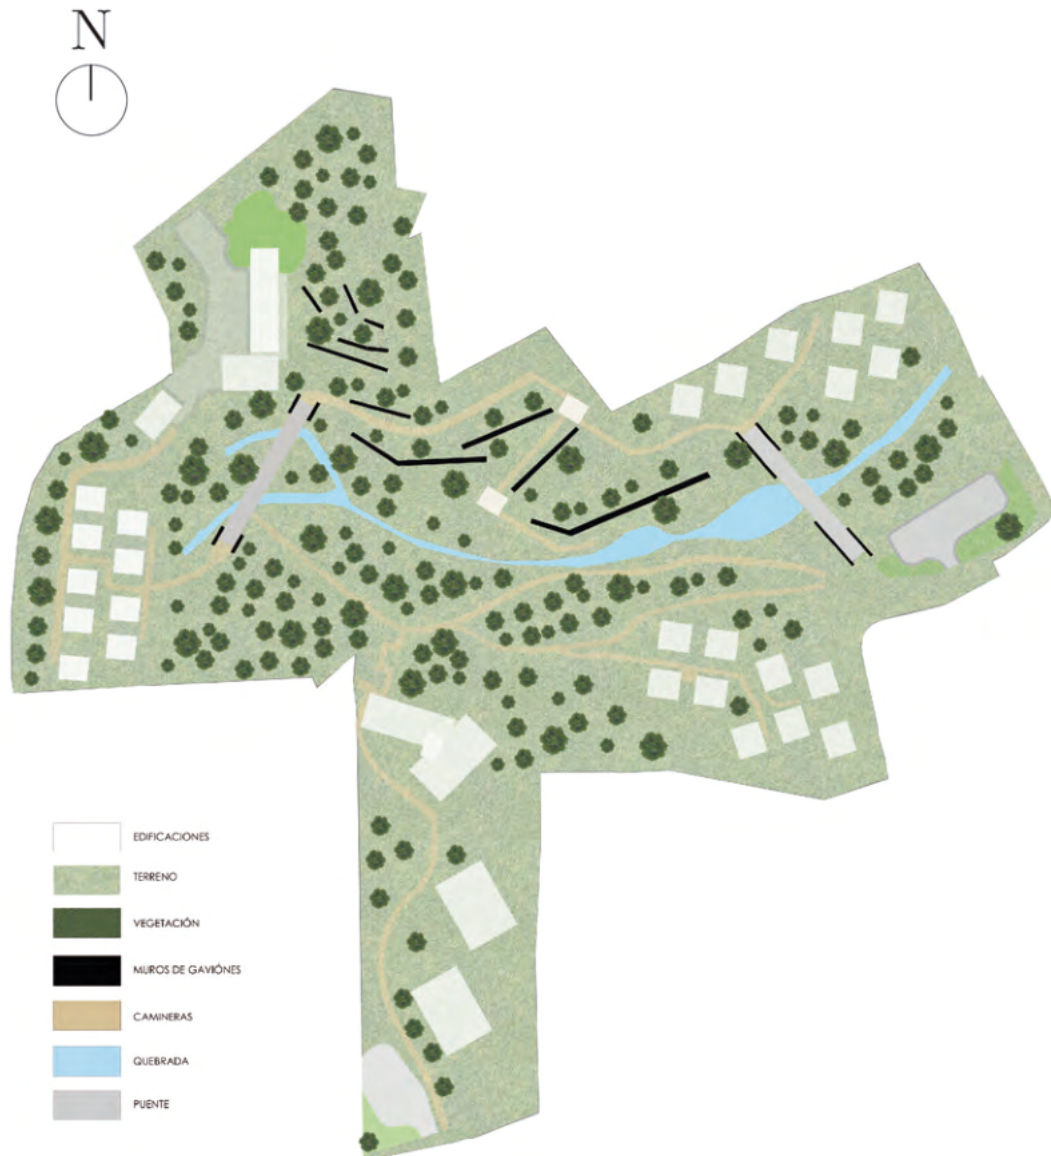 N
EDIFICACIONES
TERRENO
VEGETACIÓN
MUROS DE GAVIÓNES
CAMINERAS
QUEBRADA
PUENTE